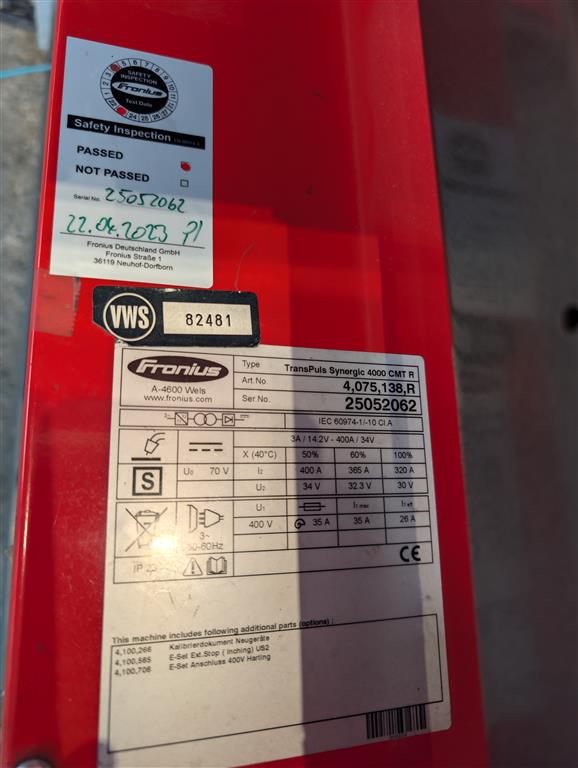 SAFETY
INSPECTION
Fronius
Test Date
Safety Inspection
PASSED
NOT PASSED
Serial No. 25052062
22.04.2023
Fronius Deutschland GmbH
Fronius Straße 1
36119 Neuhof-Dorfborn
VWS 82481
Fronius
A-4600 Wels
www.fronius.com
Type TransPuls Synergic 4000 CMT R
Art.No. 4,075,138,R
Ser.No. 25052062
IEC 60974-1/-10 Cl.A
3A / 14.2V - 400A / 34V
X (40°C) 50% 60% 100%
U₀ 70 V I₂ 400 A 365 A 320 A
S U₂ 34 V 32.3 V 30 V
U₁ I₁ max I₁ eff
400 V 35 A 35 A 26 A
3~
50-60Hz
IP 23 CE
This machine includes following additional parts (options) :
4,100,266 Kalibrierdokument Neugeräte
4,100,565 E-Set Ext.Stop ( Inching) US2
4,100,706 E-Set Anschluss 400V Harting